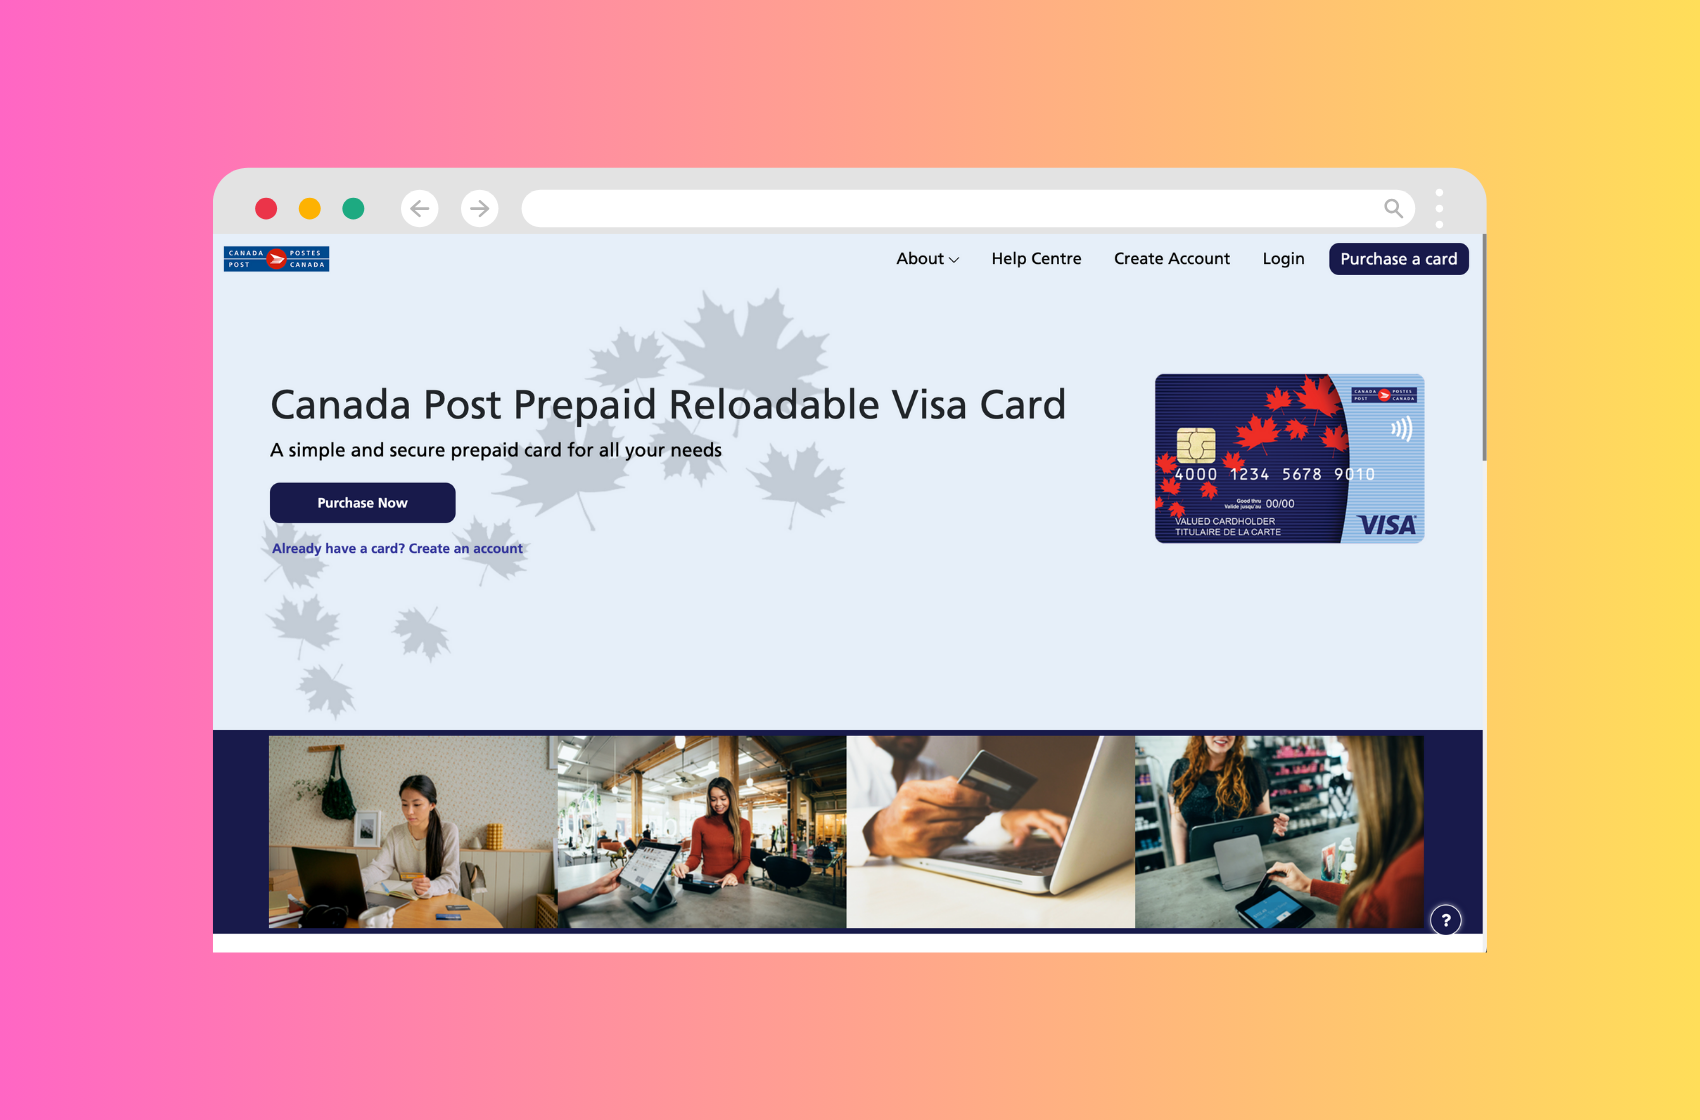 CANADA POSTES
POST CANADA
About
Help Centre
Create Account
Login
Purchase a card
Canada Post Prepaid Reloadable Visa Card
A simple and secure prepaid card for all your needs
Purchase Now
Already have a card? Create an account
CANADA POSTES
POST CANADA
4000 1234 5678 9010
Good thru
Valide jusqu'au 00/00
VALUED CARDHOLDER
TITULAIRE DE LA CARTE
VISA
?